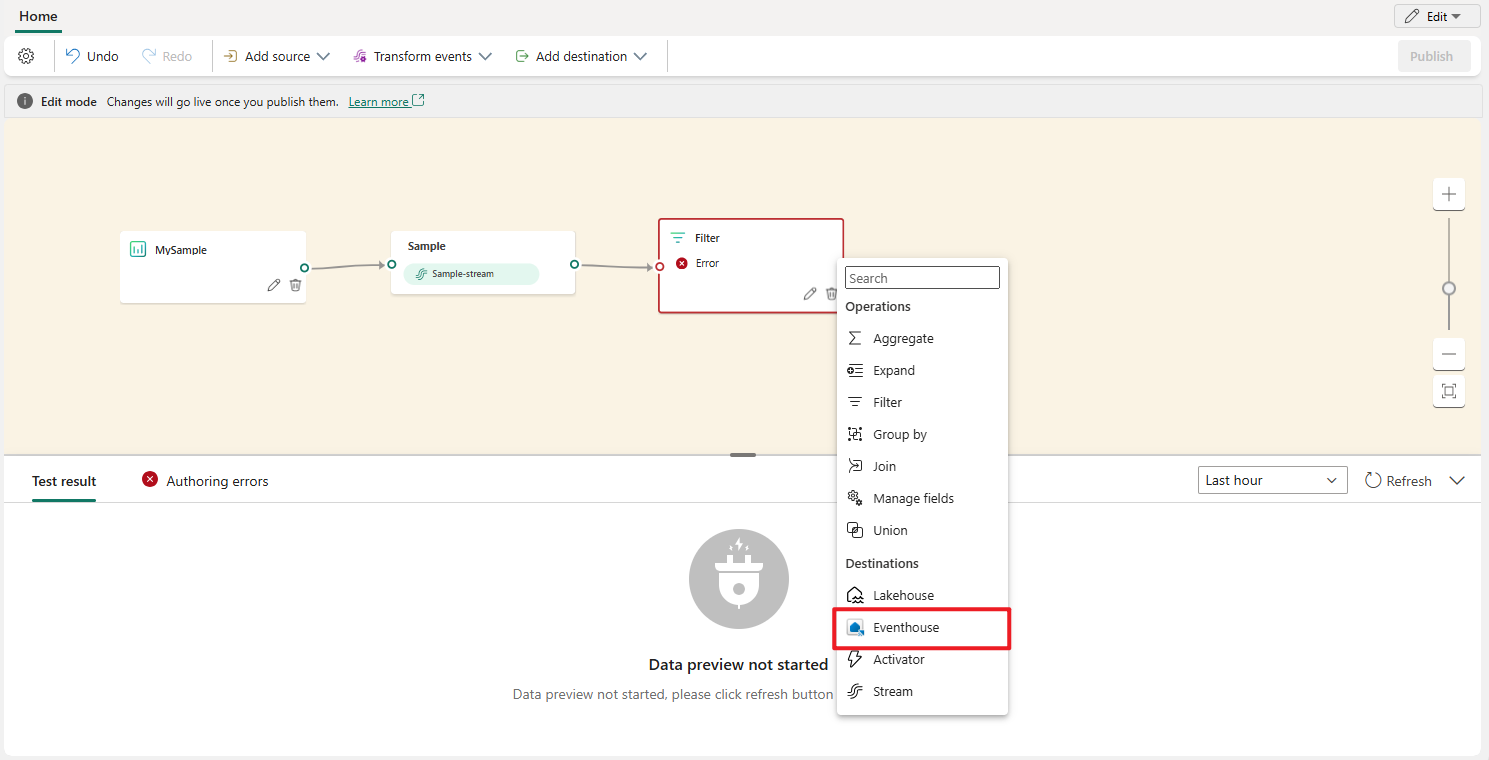 Home
Edit
Undo
Redo
Add source
Transform events
Add destination
Publish
Edit mode Changes will go live once you publish them. Learn more
MySample
Sample
Sample-stream
Filter
Error
Search
Operations
Aggregate
Expand
Filter
Group by
Join
Manage fields
Union
Destinations
Lakehouse
Eventhouse
Activator
Stream
Test result
Authoring errors
Last hour
Refresh
Data preview not started
Data preview not started, please click refresh button